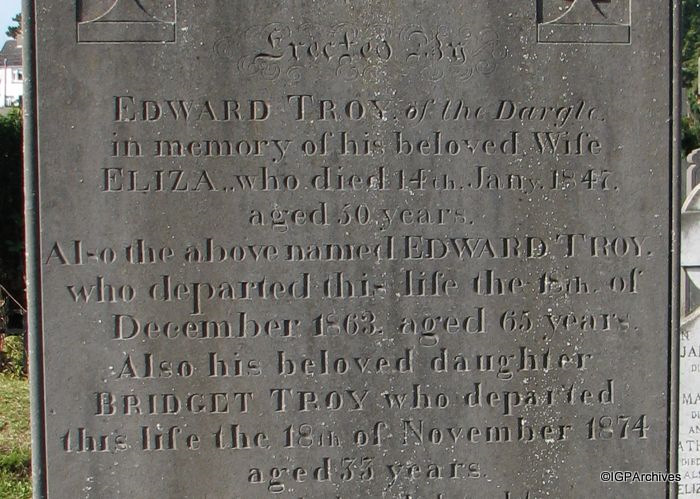 Erected By
EDWARD TROY, of the Dargle,
in memory of his beloved Wife
ELIZA, who died 14th. Jany. 1847,
aged 50 years.
Also the above named EDWARD TROY,
who departed this life the 18th. of
December 1863, aged 65 years.
Also his beloved daughter
BRIDGET TROY who departed
this life the 18th of November 1874
aged 33 years.
©IGPArchives